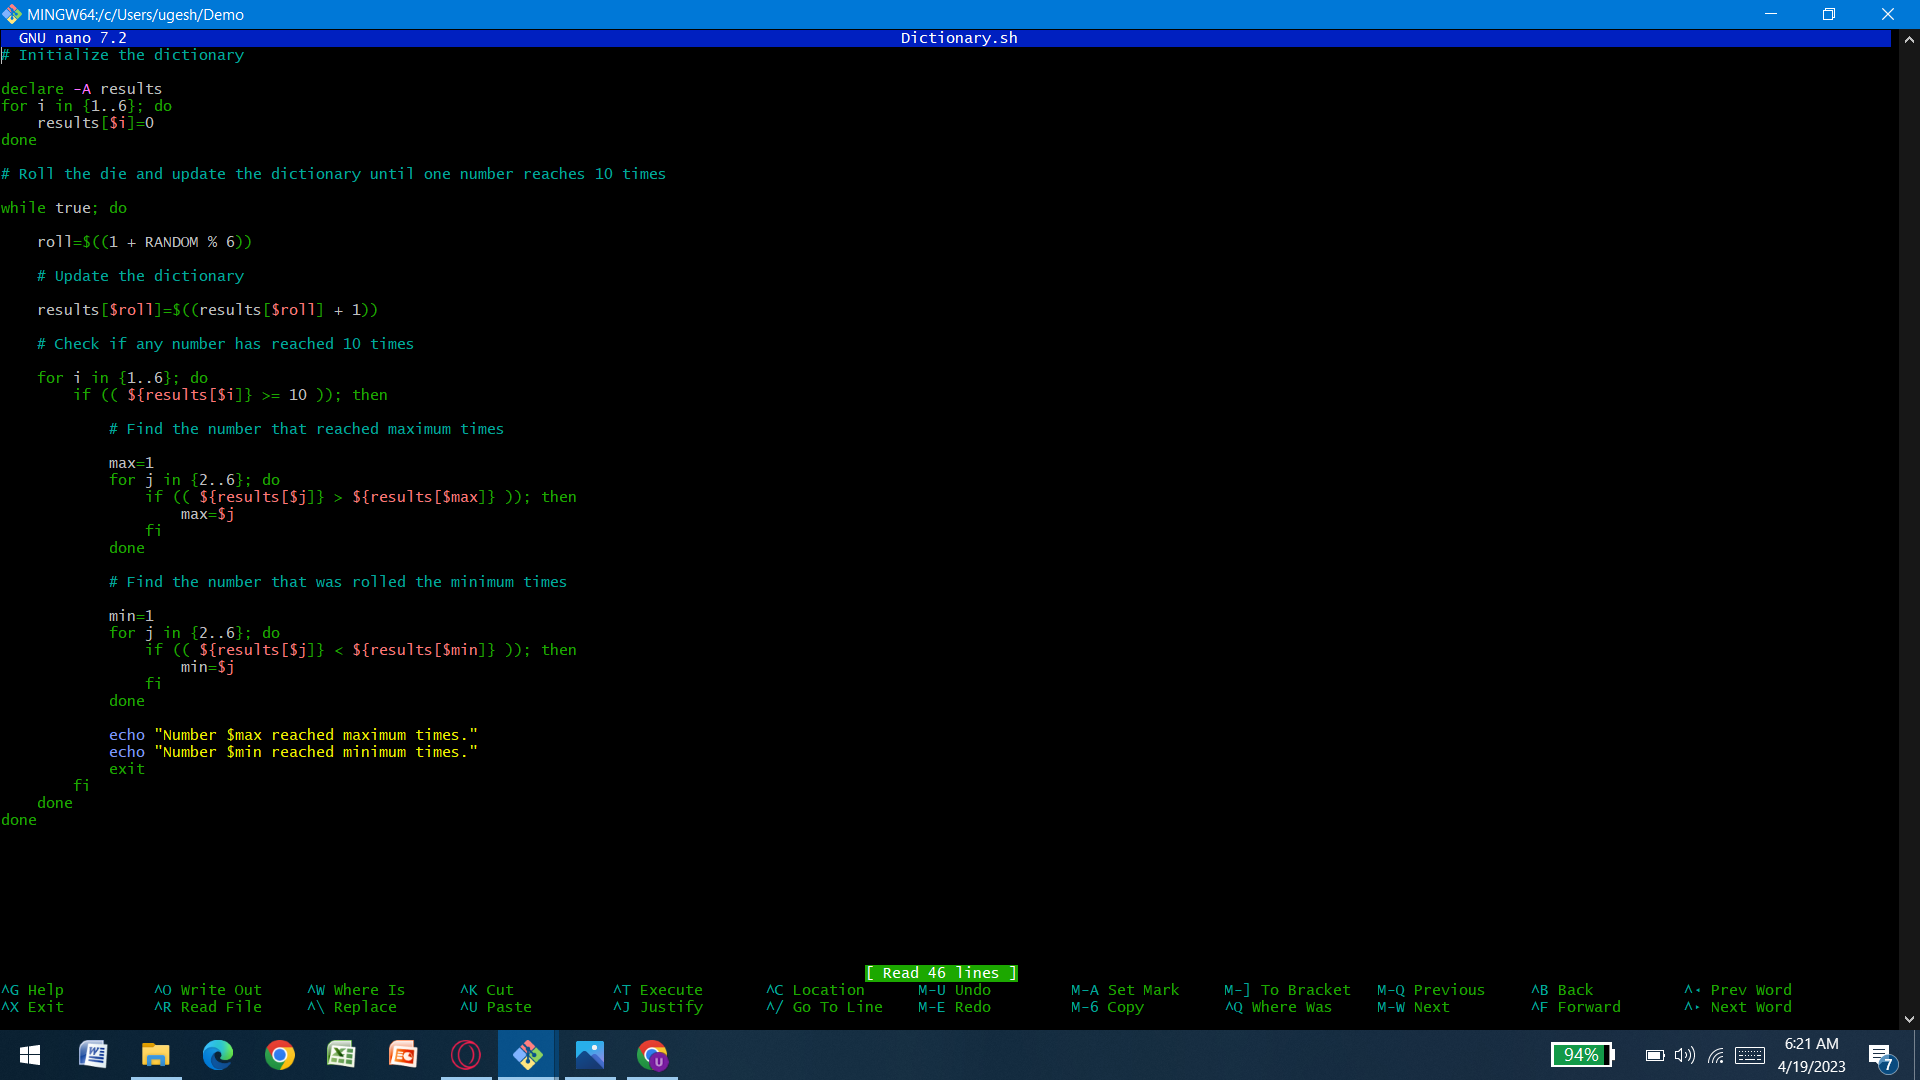 MINGW64:/c/Users/ugesh/Demo
GNU nano 7.2 Dictionary.sh
# Initialize the dictionary
declare -A results
for i in {1..6}; do
    results[$i]=0
done
# Roll the die and update the dictionary until one number reaches 10 times
while true; do
    roll=$((1 + RANDOM % 6))
    # Update the dictionary
    results[$roll]=$((results[$roll] + 1))
    # Check if any number has reached 10 times
    for i in {1..6}; do
        if (( ${results[$i]} >= 10 )); then
            # Find the number that reached maximum times
            max=1
            for j in {2..6}; do
                if (( ${results[$j]} > ${results[$max]} )); then
                    max=$j
                fi
            done
            # Find the number that was rolled the minimum times
            min=1
            for j in {2..6}; do
                if (( ${results[$j]} < ${results[$min]} )); then
                    min=$j
                fi
            done
            echo "Number $max reached maximum times."
            echo "Number $min reached minimum times."
            exit
        fi
    done
done
[ Read 46 lines ]
^G Help ^O Write Out ^W Where Is ^K Cut ^T Execute ^C Location M-U Undo M-A Set Mark M-] To Bracket M-Q Previous ^B Back ^◂ Prev Word
^X Exit ^R Read File ^\ Replace ^U Paste ^J Justify ^/ Go To Line M-E Redo M-6 Copy ^Q Where Was M-W Next ^F Forward ^▸ Next Word
94%
6:21 AM
4/19/2023
7